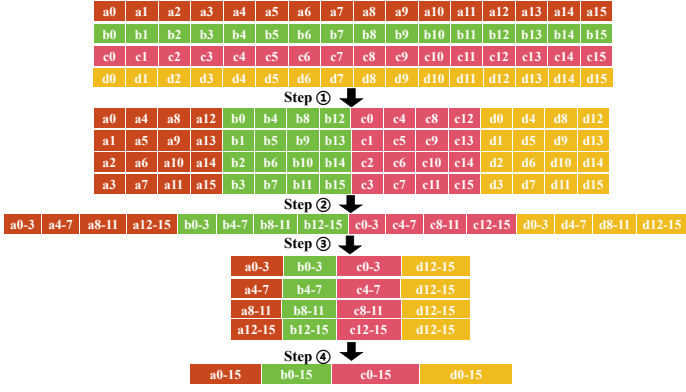 a0 a1 a2 a3 a4 a5 a6 a7 a8 a9 a10 a11 a12 a13 a14 a15
b0 b1 b2 b3 b4 b5 b6 b7 b8 b9 b10 b11 b12 b13 b14 b15
c0 c1 c2 c3 c4 c5 c6 c7 c8 c9 c10 c11 c12 c13 c14 c15
d0 d1 d2 d3 d4 d5 d6 d7 d8 d9 d10 d11 d12 d13 d14 d15
Step ①
a0 a4 a8 a12 b0 b4 b8 b12 c0 c4 c8 c12 d0 d4 d8 d12
a1 a5 a9 a13 b1 b5 b9 b13 c1 c5 c9 c13 d1 d5 d9 d13
a2 a6 a10 a14 b2 b6 b10 b14 c2 c6 c10 c14 d2 d6 d10 d14
a3 a7 a11 a15 b3 b7 b11 b15 c3 c7 c11 c15 d3 d7 d11 d15
Step ②
a0-3 a4-7 a8-11 a12-15 b0-3 b4-7 b8-11 b12-15 c0-3 c4-7 c8-11 c12-15 d0-3 d4-7 d8-11 d12-15
Step ③
a0-3 b0-3 c0-3 d12-15
a4-7 b4-7 c4-7 d12-15
a8-11 b8-11 c8-11 d12-15
a12-15 b12-15 c12-15 d12-15
Step ④
a0-15 b0-15 c0-15 d0-15